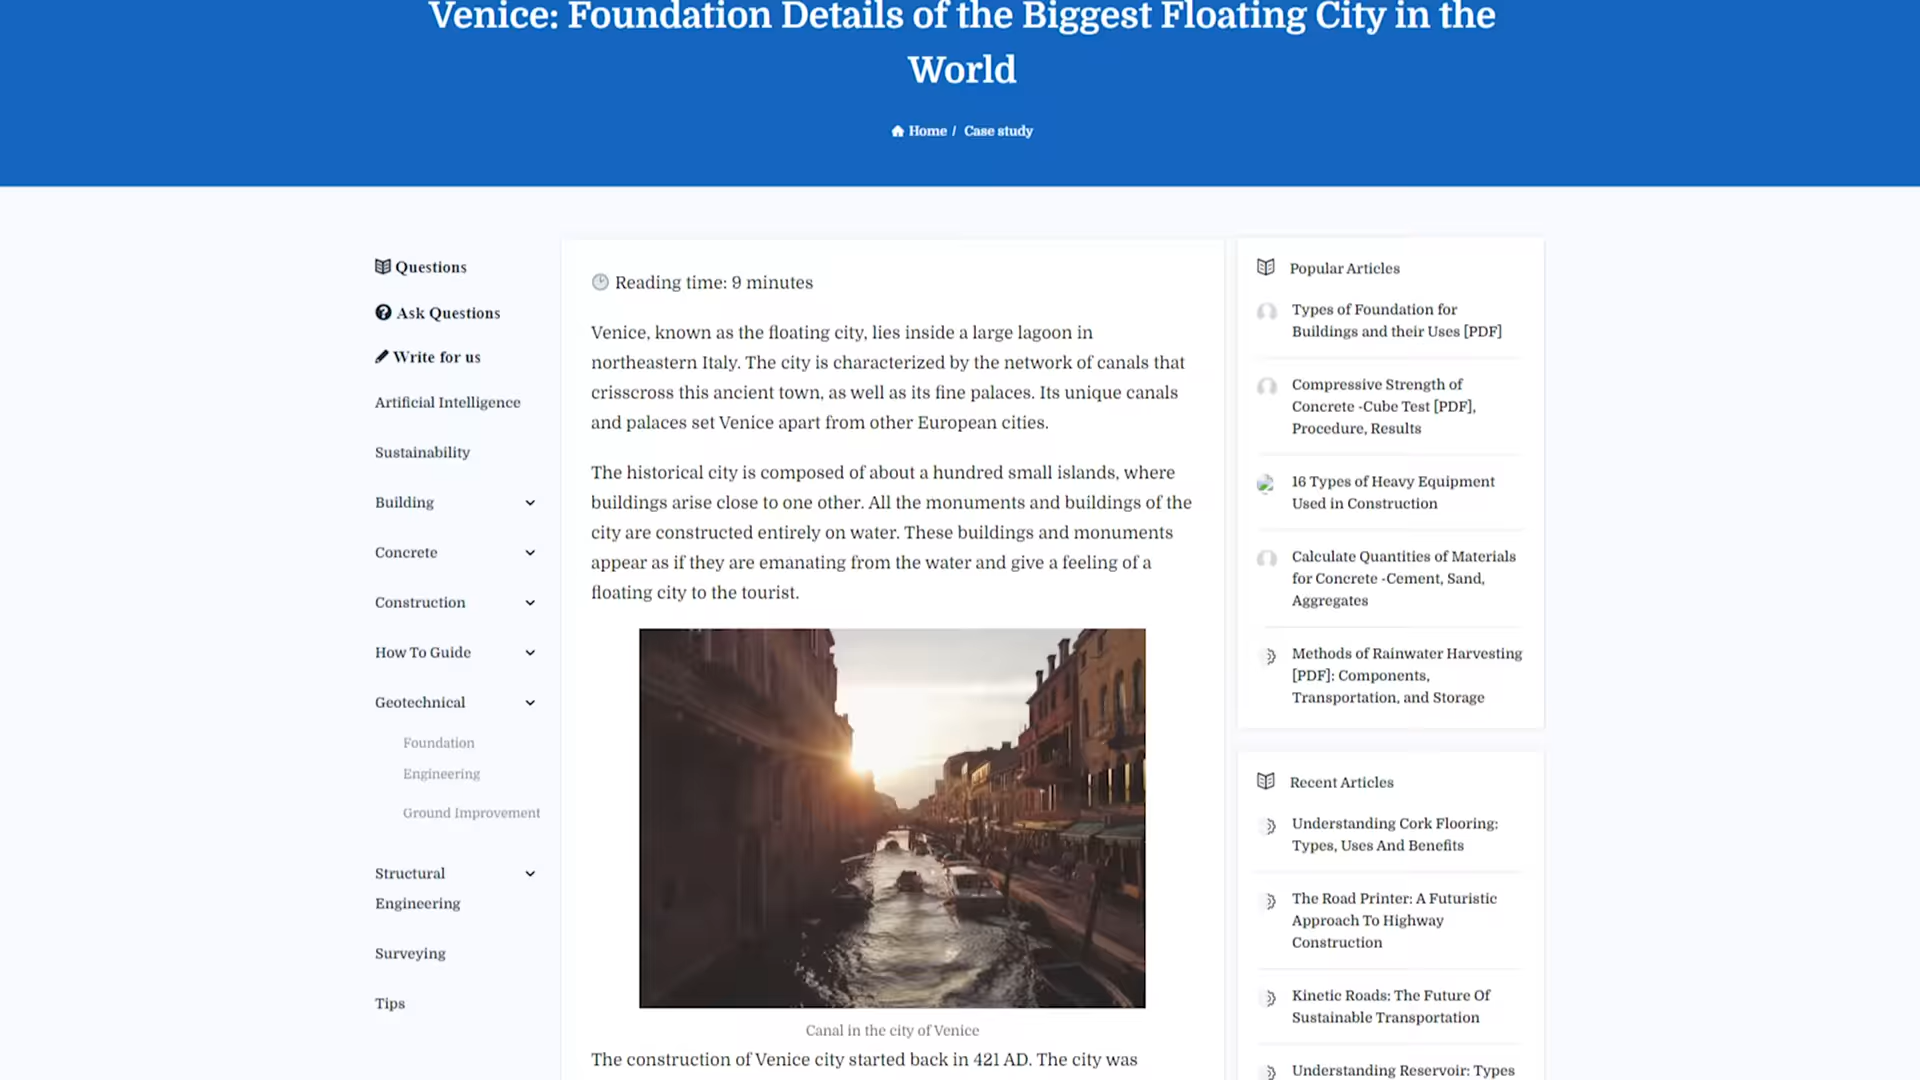 Venice: Foundation Details of the Biggest Floating City in the
World
Home / Case study
Questions
Ask Questions
Write for us
Artificial Intelligence
Sustainability
Building
Concrete
Construction
How To Guide
Geotechnical
Foundation
Engineering
Ground Improvement
Structural
Engineering
Surveying
Tips
Reading time: 9 minutes
Venice, known as the floating city, lies inside a large lagoon in
northeastern Italy. The city is characterized by the network of canals that
crisscross this ancient town, as well as its fine palaces. Its unique canals
and palaces set Venice apart from other European cities.
The historical city is composed of about a hundred small islands, where
buildings arise close to one other. All the monuments and buildings of the
city are constructed entirely on water. These buildings and monuments
appear as if they are emanating from the water and give a feeling of a
floating city to the tourist.
Canal in the city of Venice
The construction of Venice city started back in 421 AD. The city was
Popular Articles
Types of Foundation for
Buildings and their Uses [PDF]
Compressive Strength of
Concrete -Cube Test [PDF],
Procedure, Results
16 Types of Heavy Equipment
Used in Construction
Calculate Quantities of Materials
for Concrete -Cement, Sand,
Aggregates
Methods of Rainwater Harvesting
[PDF]: Components,
Transportation, and Storage
Recent Articles
Understanding Cork Flooring:
Types, Uses And Benefits
The Road Printer: A Futuristic
Approach To Highway
Construction
Kinetic Roads: The Future Of
Sustainable Transportation
Understanding Reservoir: Types